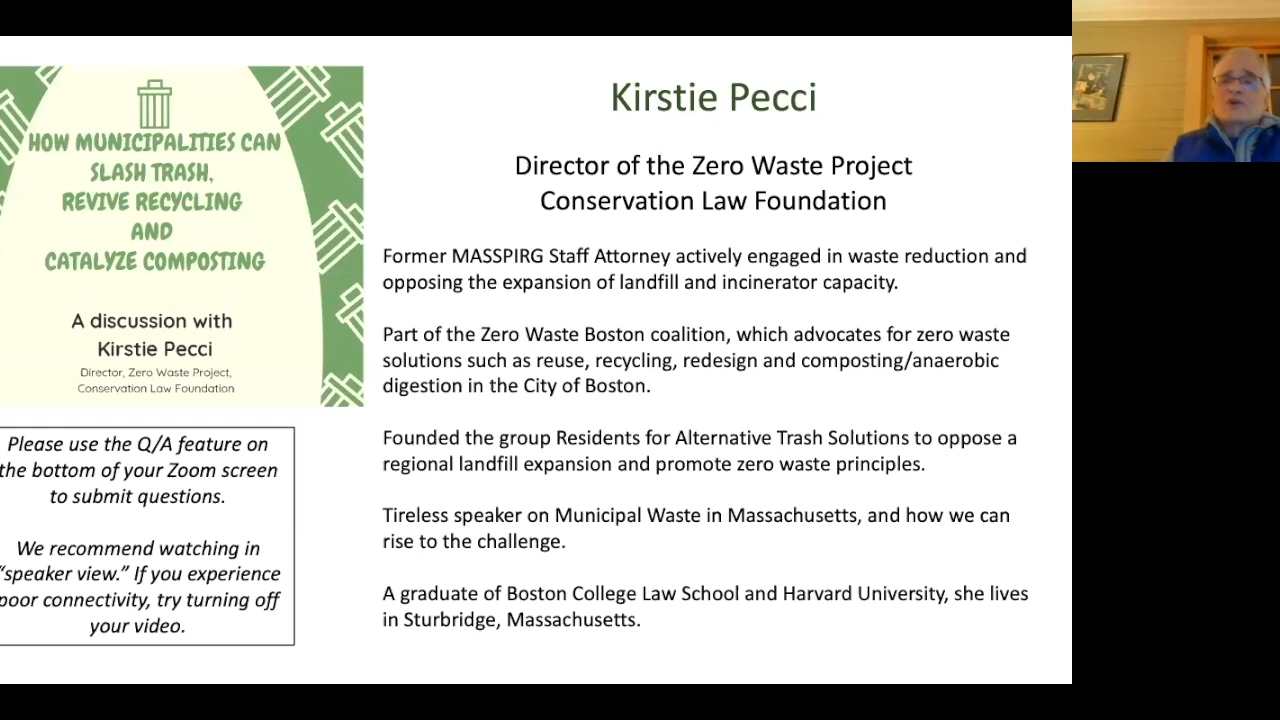 HOW MUNICIPALITIES CAN
SLASH TRASH,
REVIVE RECYCLING
AND
CATALYZE COMPOSTING
A discussion with
Kirstie Pecci
Director, Zero Waste Project,
Conservation Law Foundation
Please use the Q/A feature on
the bottom of your Zoom screen
to submit questions.
We recommend watching in
“speaker view.” If you experience
poor connectivity, try turning off
your video.
Kirstie Pecci
Director of the Zero Waste Project
Conservation Law Foundation
Former MASSPIRG Staff Attorney actively engaged in waste reduction and
opposing the expansion of landfill and incinerator capacity.
Part of the Zero Waste Boston coalition, which advocates for zero waste
solutions such as reuse, recycling, redesign and composting/anaerobic
digestion in the City of Boston.
Founded the group Residents for Alternative Trash Solutions to oppose a
regional landfill expansion and promote zero waste principles.
Tireless speaker on Municipal Waste in Massachusetts, and how we can
rise to the challenge.
A graduate of Boston College Law School and Harvard University, she lives
in Sturbridge, Massachusetts.